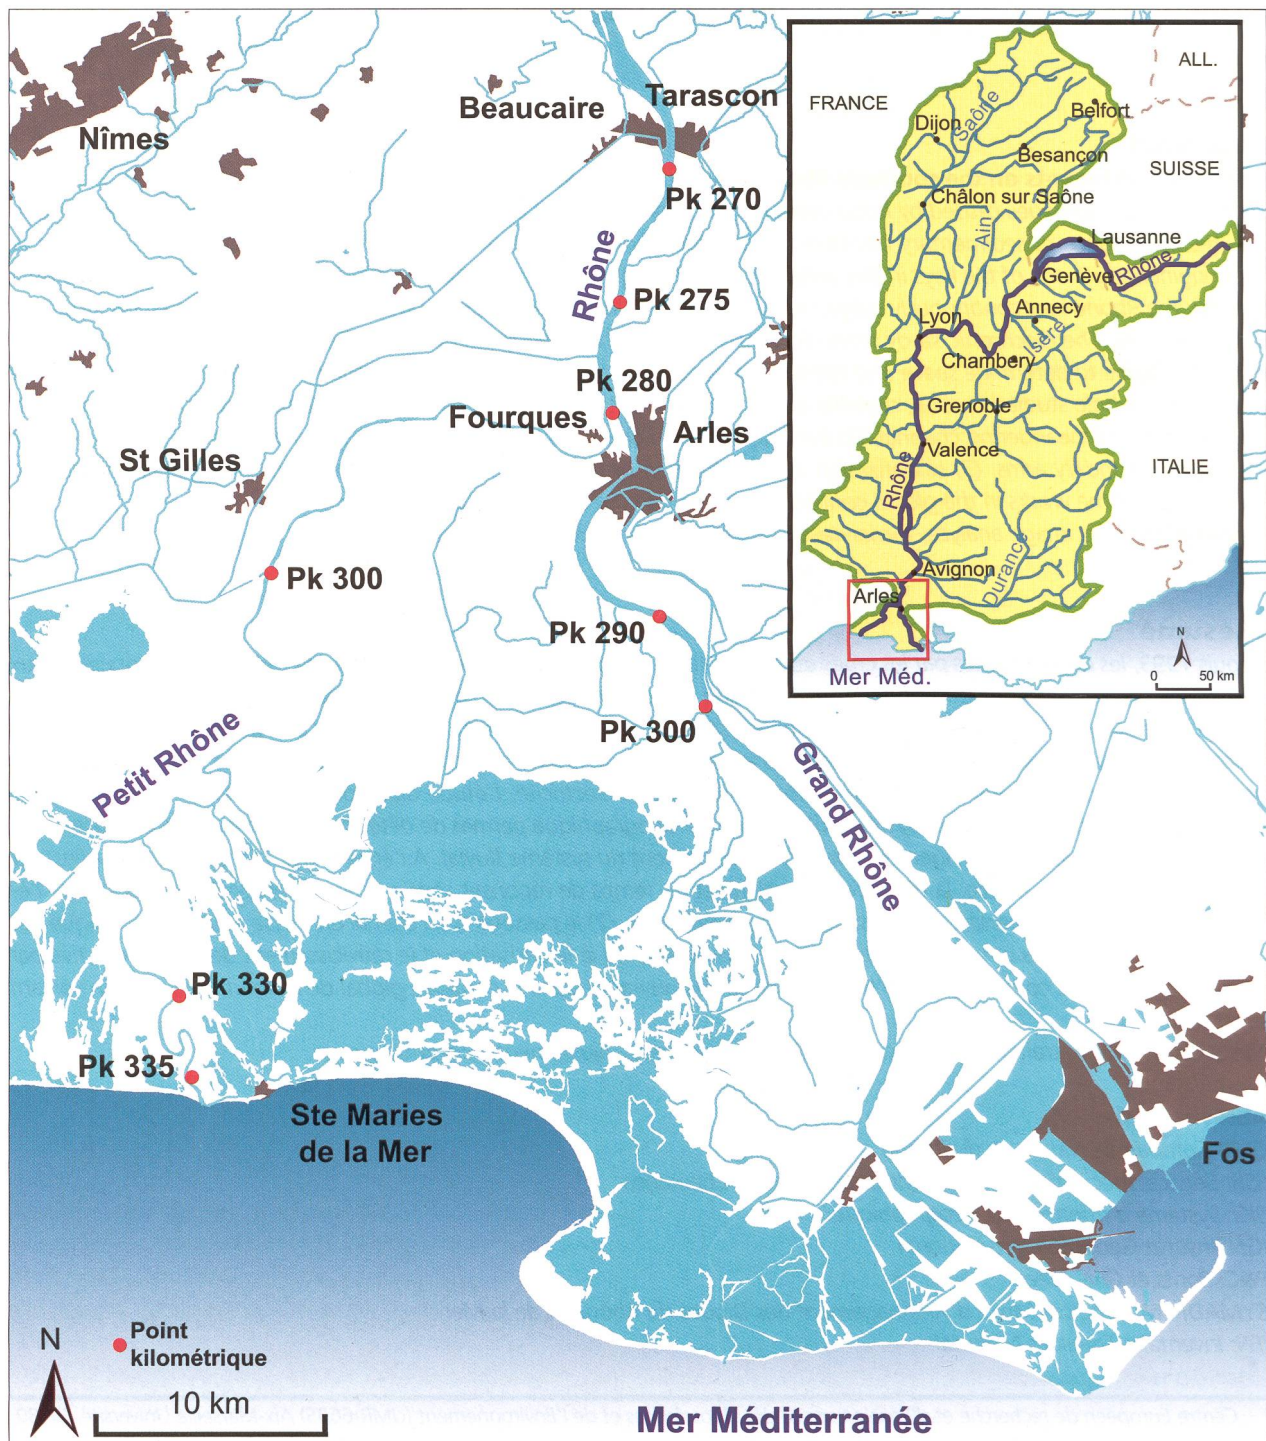 Nîmes
Beaucaire
Tarascon
Pk 270
Rhône
Pk 275
Pk 280
Fourques
Arles
St Gilles
Pk 300
Pk 290
Pk 300
Petit Rhône
Grand Rhône
Pk 330
Pk 335
Ste Maries
de la Mer
Fos
N
Point
kilométrique
10 km
Mer Méditerranée
ALL.
FRANCE
Belfort
Dijon
Saône
Besançon
SUISSE
Châlon sur Saône
Ain
Lausanne
Rhône
Genève
Annecy
Lyon
Isère
Chambery
Grenoble
Valence
ITALIE
Rhône
Durance
Avignon
Arles
Mer Méd.
N
0 50 km